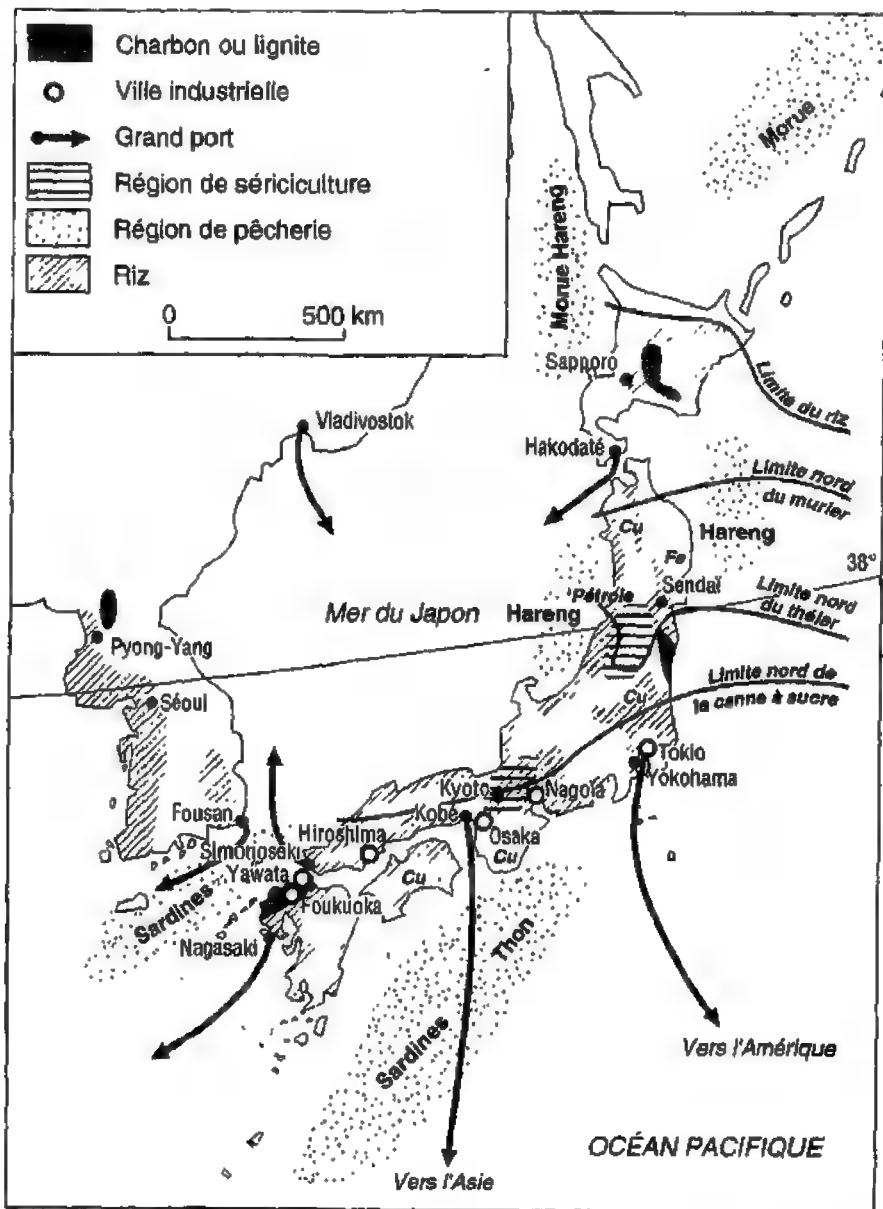 Charbon ou lignite
Ville industrielle
Grand port
Région de sériciculture
Région de pêcherie
Riz
0 500 km
Morue
Morue Hareng
Sapporo
Limite du riz
Vladivostok
Hakodaté
Limite nord
du murier
Cu
Hareng
Fe
38°
Sendaï
Pétrole
Limite nord
du théier
Mer du Japon
Hareng
Pyong-Yang
Limite nord de
la canne à sucre
Cu
Séoul
Tokio
Yokohama
Kyoto
Nagoïa
Kobé
Fousan
Hiroshima
Osaka
Simonoseki
Cu
Yawata
Cu
Foukuoka
Sardines
Nagasaki
Thon
Sardines
Vers l'Amérique
OCÉAN PACIFIQUE
Vers l'Asie